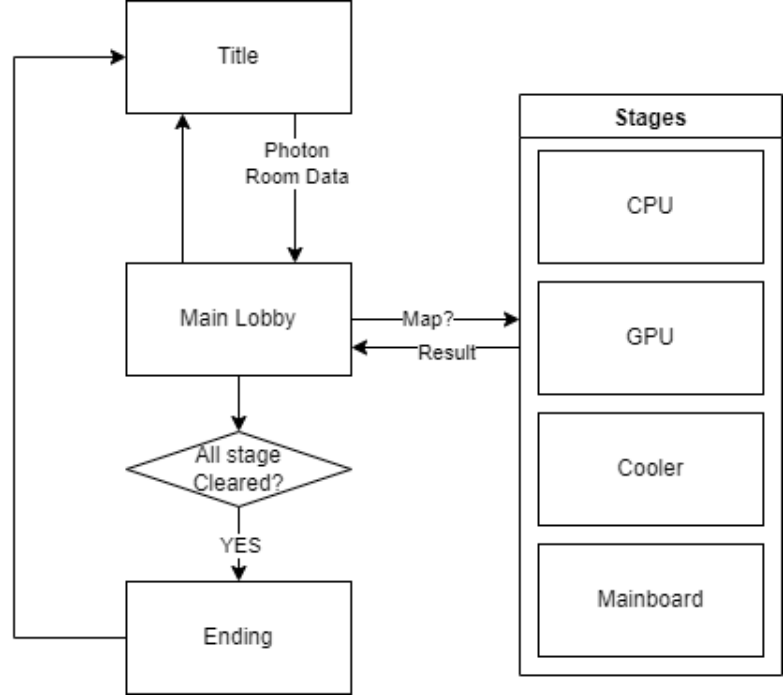 Title
Photon
Room Data
Main Lobby
Map?
Result
All stage
Cleared?
YES
Ending
Stages
CPU
GPU
Cooler
Mainboard